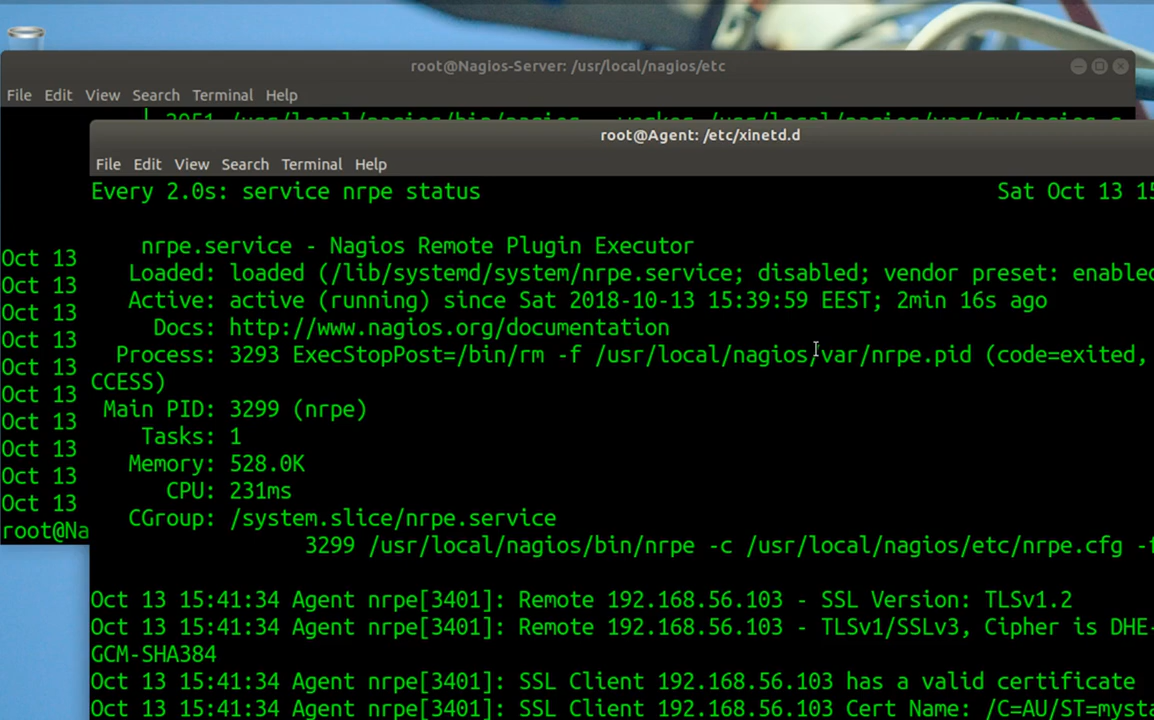 root@Nagios-Server: /usr/local/nagios/etc
File Edit View Search Terminal Help
root@Agent: /etc/xinetd.d
File Edit View Search Terminal Help
Every 2.0s: service nrpe status Sat Oct 13
nrpe.service - Nagios Remote Plugin Executor
Loaded: loaded (/lib/systemd/system/nrpe.service; disabled; vendor preset: enabled
Active: active (running) since Sat 2018-10-13 15:39:59 EEST; 2min 16s ago
Docs: http://www.nagios.org/documentation
Process: 3293 ExecStopPost=/bin/rm -f /usr/local/nagios/var/nrpe.pid (code=exited,
CCESS)
Main PID: 3299 (nrpe)
Tasks: 1
Memory: 528.0K
CPU: 231ms
CGroup: /system.slice/nrpe.service
3299 /usr/local/nagios/bin/nrpe -c /usr/local/nagios/etc/nrpe.cfg -f
Oct 13 15:41:34 Agent nrpe[3401]: Remote 192.168.56.103 - SSL Version: TLSv1.2
Oct 13 15:41:34 Agent nrpe[3401]: Remote 192.168.56.103 - TLSv1/SSLv3, Cipher is DHE-
GCM-SHA384
Oct 13 15:41:34 Agent nrpe[3401]: SSL Client 192.168.56.103 has a valid certificate
Oct 13 15:41:34 Agent nrpe[3401]: SSL Client 192.168.56.103 Cert Name: /C=AU/ST=mysta
Oct 13
Oct 13
Oct 13
Oct 13
Oct 13
Oct 13
Oct 13
Oct 13
Oct 13
Oct 13
root@Na